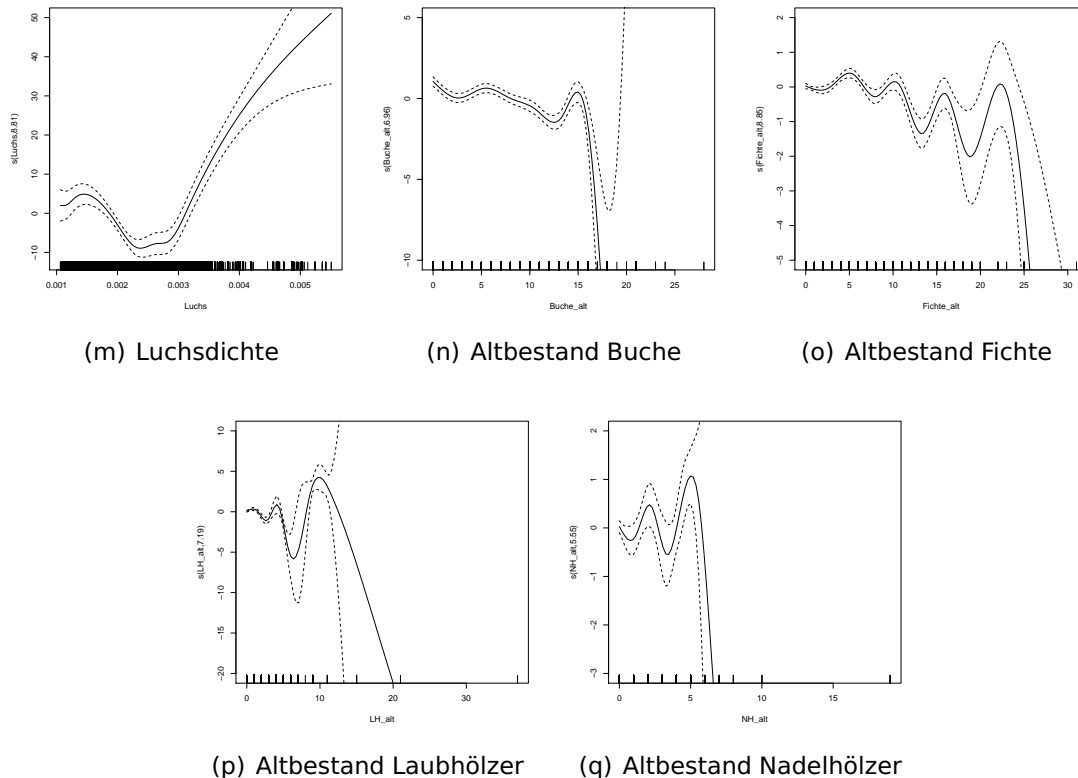 50
40
30
20
10
0
−10
s(Luchs,8.81)
0.001 0.002 0.003 0.004 0.005
Luchs
(m) Luchsdichte
5
0
−5
−10
s(Buche_alt,6.96)
0 5 10 15 20 25
Buche_alt
(n) Altbestand Buche
1
0
−1
−2
−3
−4
−5
s(Fichte_alt,8.85)
0 5 10 15 20 25 30
Fichte_alt
(o) Altbestand Fichte
10
5
0
−5
−10
−15
−20
s(LH_alt,7.19)
0 10 20 30
LH_alt
(p) Altbestand Laubhölzer
2
1
0
−1
−2
−3
s(NH_alt,5.55)
0 5 10 15
NH_alt
(q) Altbestand Nadelhölzer